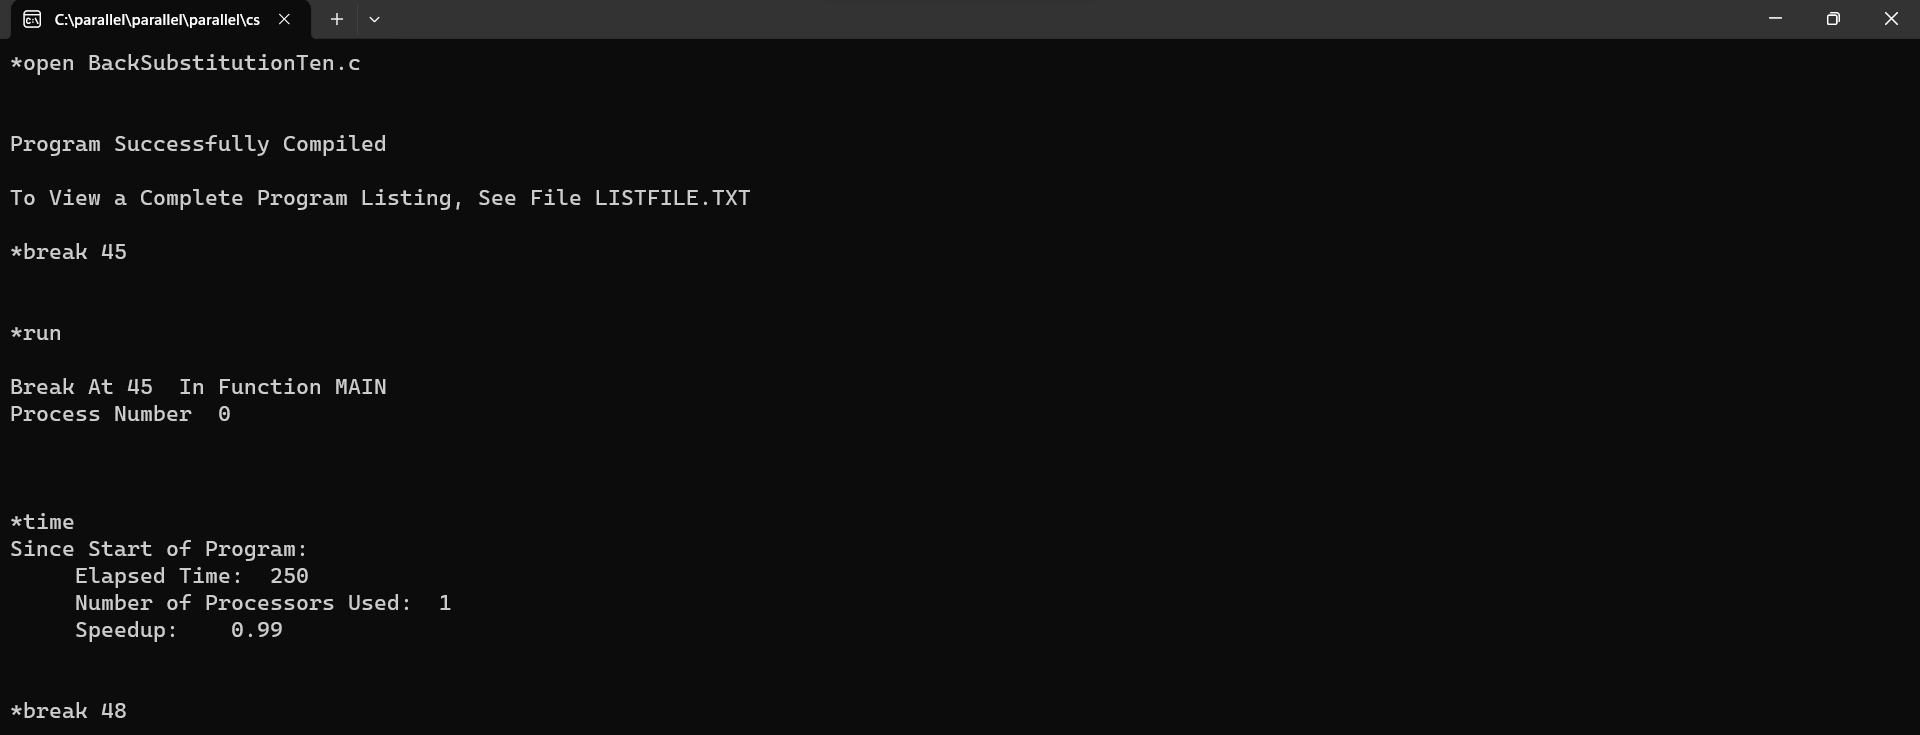 C:\parallel\parallel\parallel\cs
*open BackSubstitutionTen.c
Program Successfully Compiled
To View a Complete Program Listing, See File LISTFILE.TXT
*break 45
*run
Break At 45  In Function MAIN
Process Number  0
*time
Since Start of Program:
     Elapsed Time:  250
     Number of Processors Used:  1
     Speedup:    0.99
*break 48